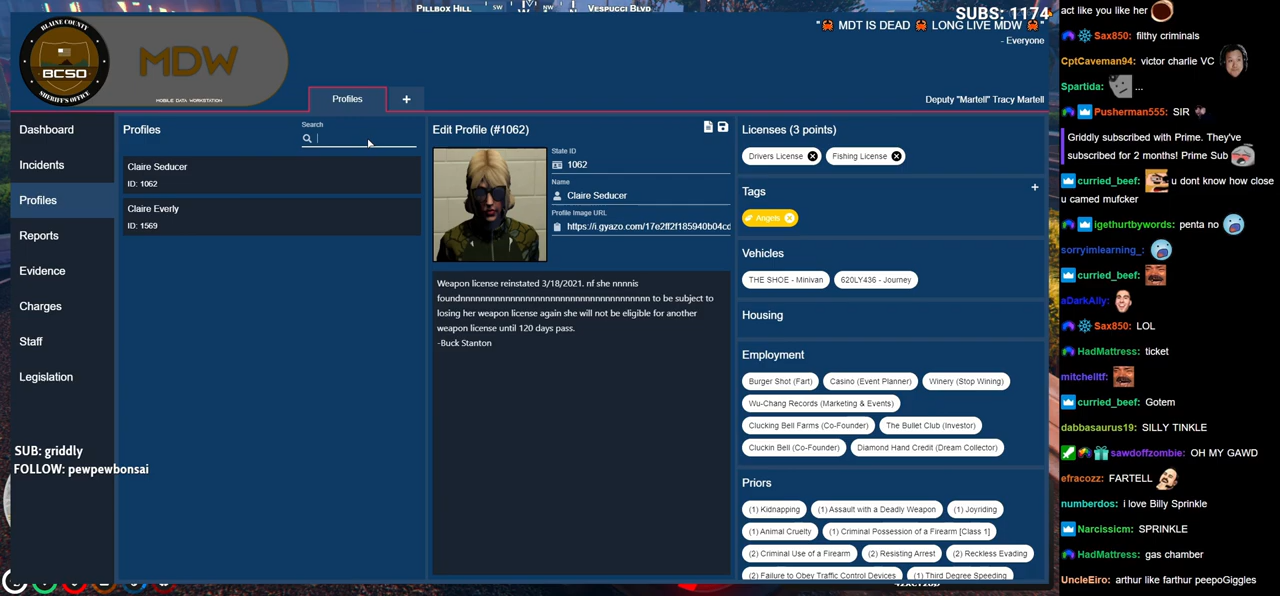 PILLBOX HILL SW NW VESPUCCI BLVD
SUBS: 1174
" MDT IS DEAD LONG LIVE MDW "
- Everyone
BLAINE COUNTY
BCSO
SHERIFF'S OFFICE
MDW
MOBILE DATA WORKSTATION
Profiles
+
Deputy "Martell" Tracy Martell
Dashboard
Incidents
Profiles
Reports
Evidence
Charges
Staff
Legislation
SUB: griddly
FOLLOW: pewpewbonsai
Profiles
Search
Claire Seducer
ID: 1062
Claire Everly
ID: 1569
Edit Profile (#1062)
State ID
1062
Name
Claire Seducer
Profile Image URL
https://i.gyazo.com/17e2ff2f185940b04cd
Weapon license reinstated 3/18/2021. nf she nnnnis
foundnnnnnnnnnnnnnnnnnnnnnnnnnnnnnnnnnnnn to be subject to
losing her weapon license again she will not be eligible for another
weapon license until 120 days pass.
-Buck Stanton
Licenses (3 points)
Drivers License
Fishing License
Tags
+
Angels
Vehicles
THE SHOE - Minivan
620LY436 - Journey
Housing
Employment
Burger Shot (Fart)
Casino (Event Planner)
Winery (Stop Wining)
Wu-Chang Records (Marketing & Events)
Clucking Bell Farms (Co-Founder)
The Bullet Club (Investor)
Cluckin Bell (Co-Founder)
Diamond Hand Credit (Dream Collector)
Priors
(1) Kidnapping
(1) Assault with a Deadly Weapon
(1) Joyriding
(1) Animal Cruelty
(1) Criminal Possession of a Firearm [Class 1]
(2) Criminal Use of a Firearm
(2) Resisting Arrest
(2) Reckless Evading
(2) Failure to Obey Traffic Control Devices
(1) Third Degree Speeding
act like you like her
Sax850: filthy criminals
CptCaveman94: victor charlie VC
Spartida: ...
Pusherman555: SIR
Griddly subscribed with Prime. They've
subscribed for 2 months! Prime Sub
curried_beef: u dont know how close
u camed mufcker
igethurtbywords: penta no
sorryimlearning_:
curried_beef:
aDarkAlly:
Sax850: LOL
HadMattress: ticket
mitchelltf:
curried_beef: Gotem
dabbasaurus19: SILLY TINKLE
sawdoffzombie: OH MY GAWD
efracozz: FARTELL
numberdos: i love Billy Sprinkle
Narcissicm: SPRINKLE
HadMattress: gas chamber
UncleEiro: arthur like farthur peepoGiggles